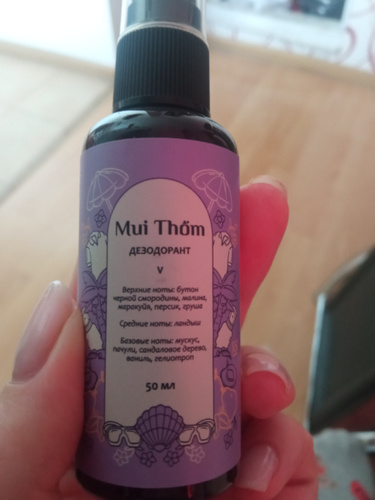 Mui Thơm
ДЕЗОДОРАНТ
V
Верхние ноты: бутон
черной смородины, малина,
маракуйя, персик, груша
Средние ноты: ландыш
Базовые ноты: мускус,
пачули, сандаловое дерево,
ваниль, гелиотроп
50 мл